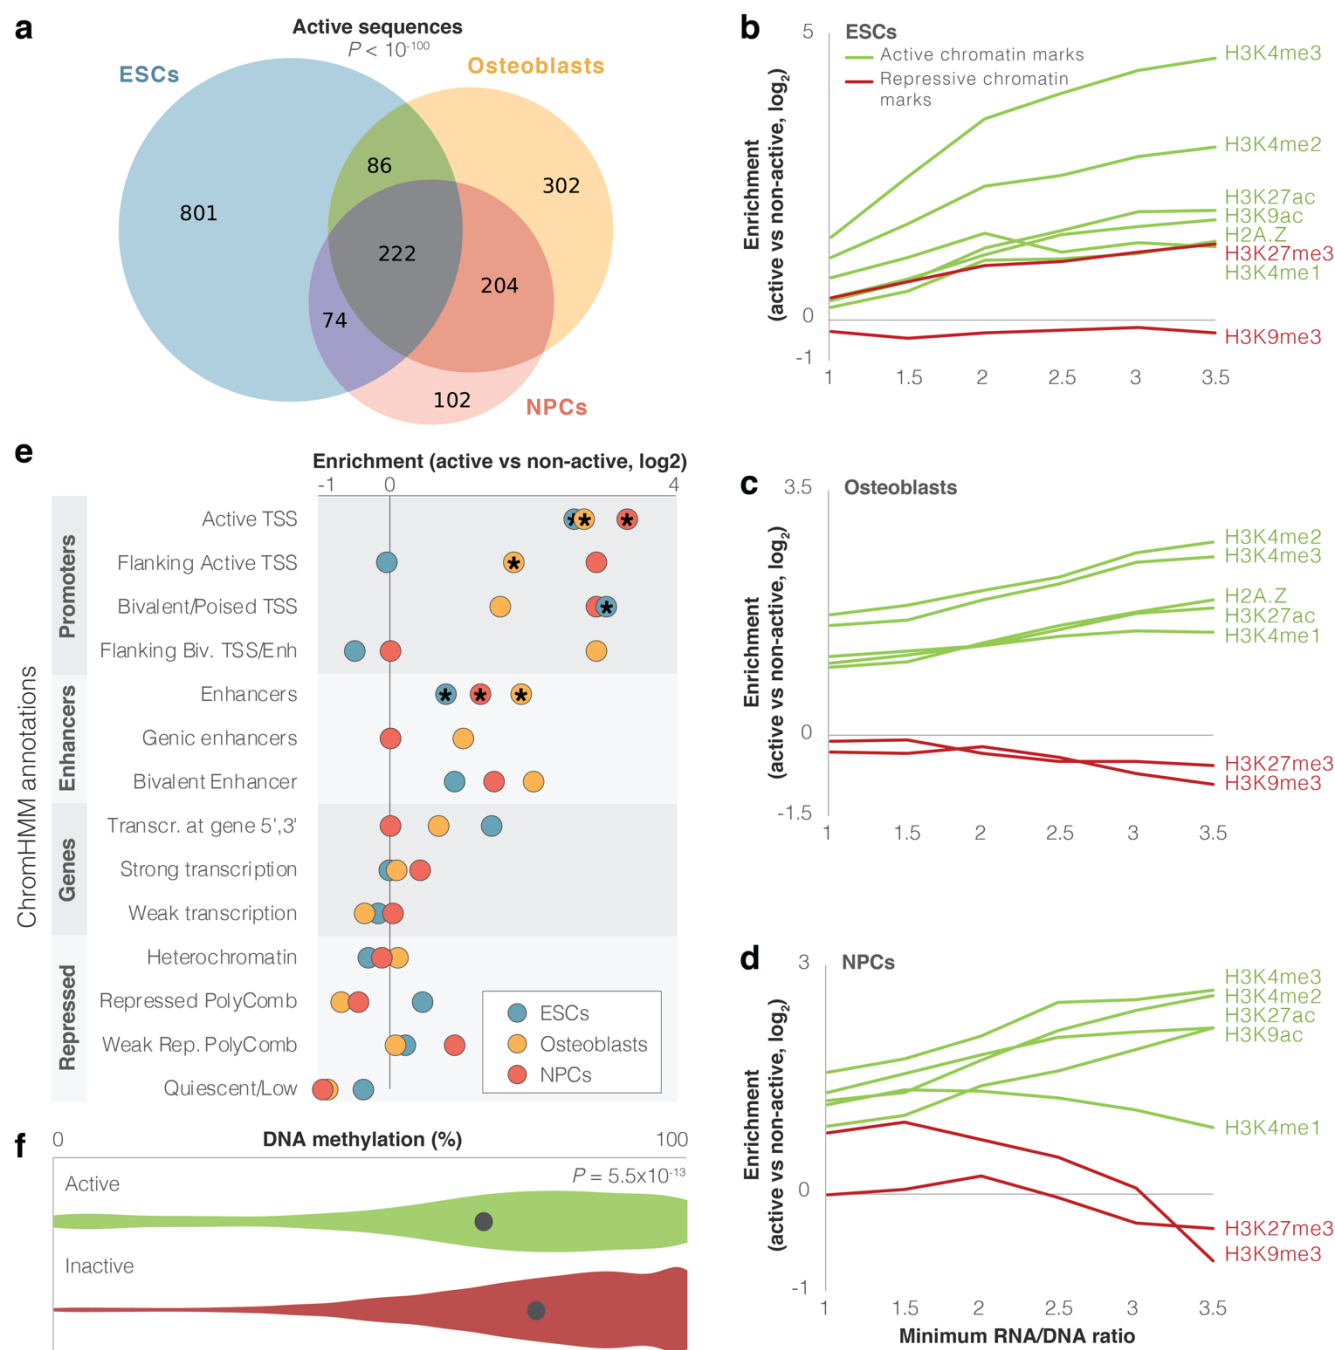 a
Active sequences
P < 10-100
ESCs
Osteoblasts
86
302
801
222
204
74
102
NPCs
b
ESCs
Active chromatin marks
Repressive chromatin
marks
Enrichment
(active vs non-active, log2)
5
0
-1
1
1.5
2
2.5
3
3.5
H3K4me3
H3K4me2
H3K27ac
H3K9ac
H2A.Z
H3K27me3
H3K4me1
H3K9me3
c
Osteoblasts
Enrichment
(active vs non-active, log2)
3.5
0
-1.5
1
1.5
2
2.5
3
3.5
H3K4me2
H3K4me3
H2A.Z
H3K27ac
H3K4me1
H3K27me3
H3K9me3
d
NPCs
Enrichment
(active vs non-active, log2)
3
0
-1
1
1.5
2
2.5
3
3.5
Minimum RNA/DNA ratio
H3K4me3
H3K4me2
H3K27ac
H3K9ac
H3K4me1
H3K27me3
H3K9me3
e
Enrichment (active vs non-active, log2)
-1
0
4
ChromHMM annotations
Promoters
Active TSS
Flanking Active TSS
Bivalent/Poised TSS
Flanking Biv. TSS/Enh
Enhancers
Enhancers
Genic enhancers
Bivalent Enhancer
Genes
Transcr. at gene 5',3'
Strong transcription
Weak transcription
Repressed
Heterochromatin
Repressed PolyComb
Weak Rep. PolyComb
Quiescent/Low
ESCs
Osteoblasts
NPCs
f
0
DNA methylation (%)
100
P = 5.5x10-13
Active
Inactive